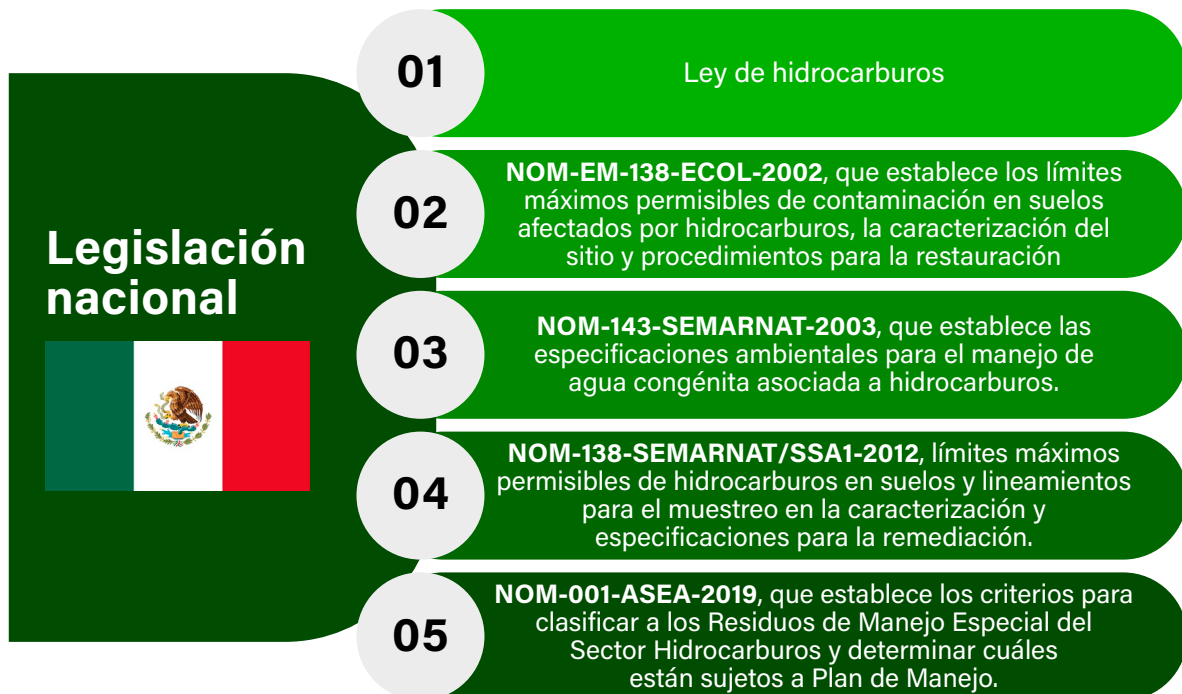 Legislación
nacional
01
Ley de hidrocarburos
02
NOM-EM-138-ECOL-2002, que establece los límites
máximos permisibles de contaminación en suelos
afectados por hidrocarburos, la caracterización del
sitio y procedimientos para la restauración
03
NOM-143-SEMARNAT-2003, que establece las
especificaciones ambientales para el manejo de
agua congénita asociada a hidrocarburos.
04
NOM-138-SEMARNAT/SSA1-2012, límites máximos
permisibles de hidrocarburos en suelos y lineamientos
para el muestreo en la caracterización y
especificaciones para la remediación.
05
NOM-001-ASEA-2019, que establece los criterios para
clasificar a los Residuos de Manejo Especial del
Sector Hidrocarburos y determinar cuáles
están sujetos a Plan de Manejo.